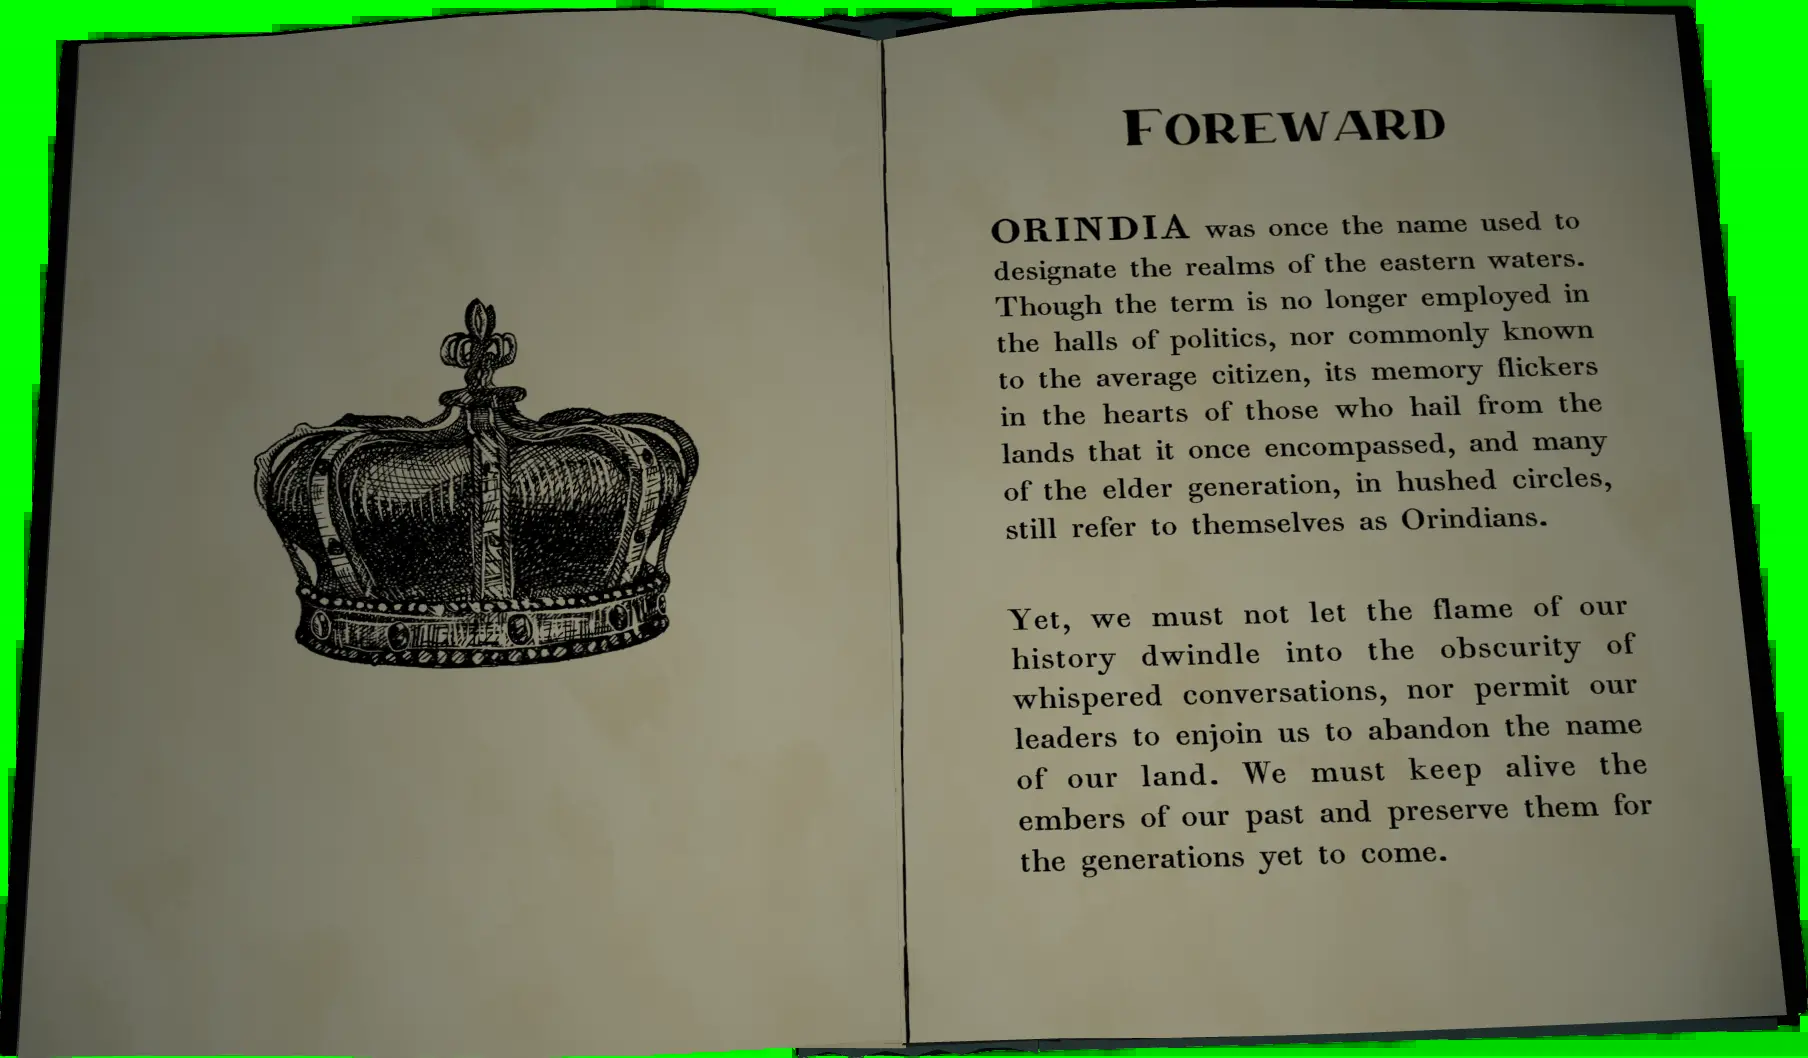 FOREWARD
ORINDIA was once the name used to
designate the realms of the eastern waters.
Though the term is no longer employed in
the halls of politics, nor commonly known
to the average citizen, its memory flickers
in the hearts of those who hail from the
lands that it once encompassed, and many
of the elder generation, in hushed circles,
still refer to themselves as Orindians.
Yet, we must not let the flame of our
history dwindle into the obscurity of
whispered conversations, nor permit our
leaders to enjoin us to abandon the name
of our land. We must keep alive the
embers of our past and preserve them for
the generations yet to come.